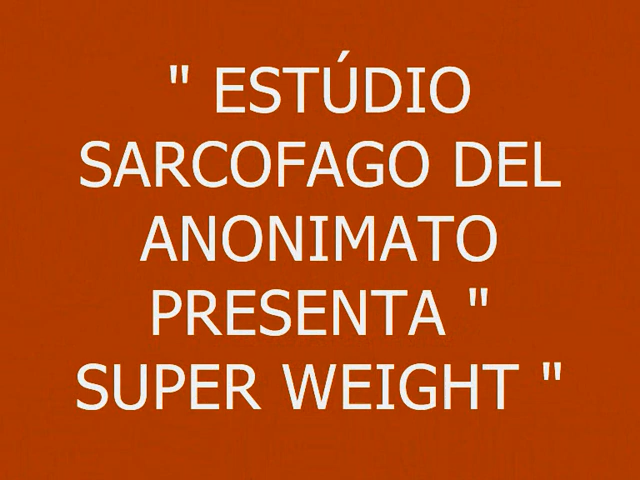 " ESTÚDIO
SARCOFAGO DEL
ANONIMATO
PRESENTA "
SUPER WEIGHT "